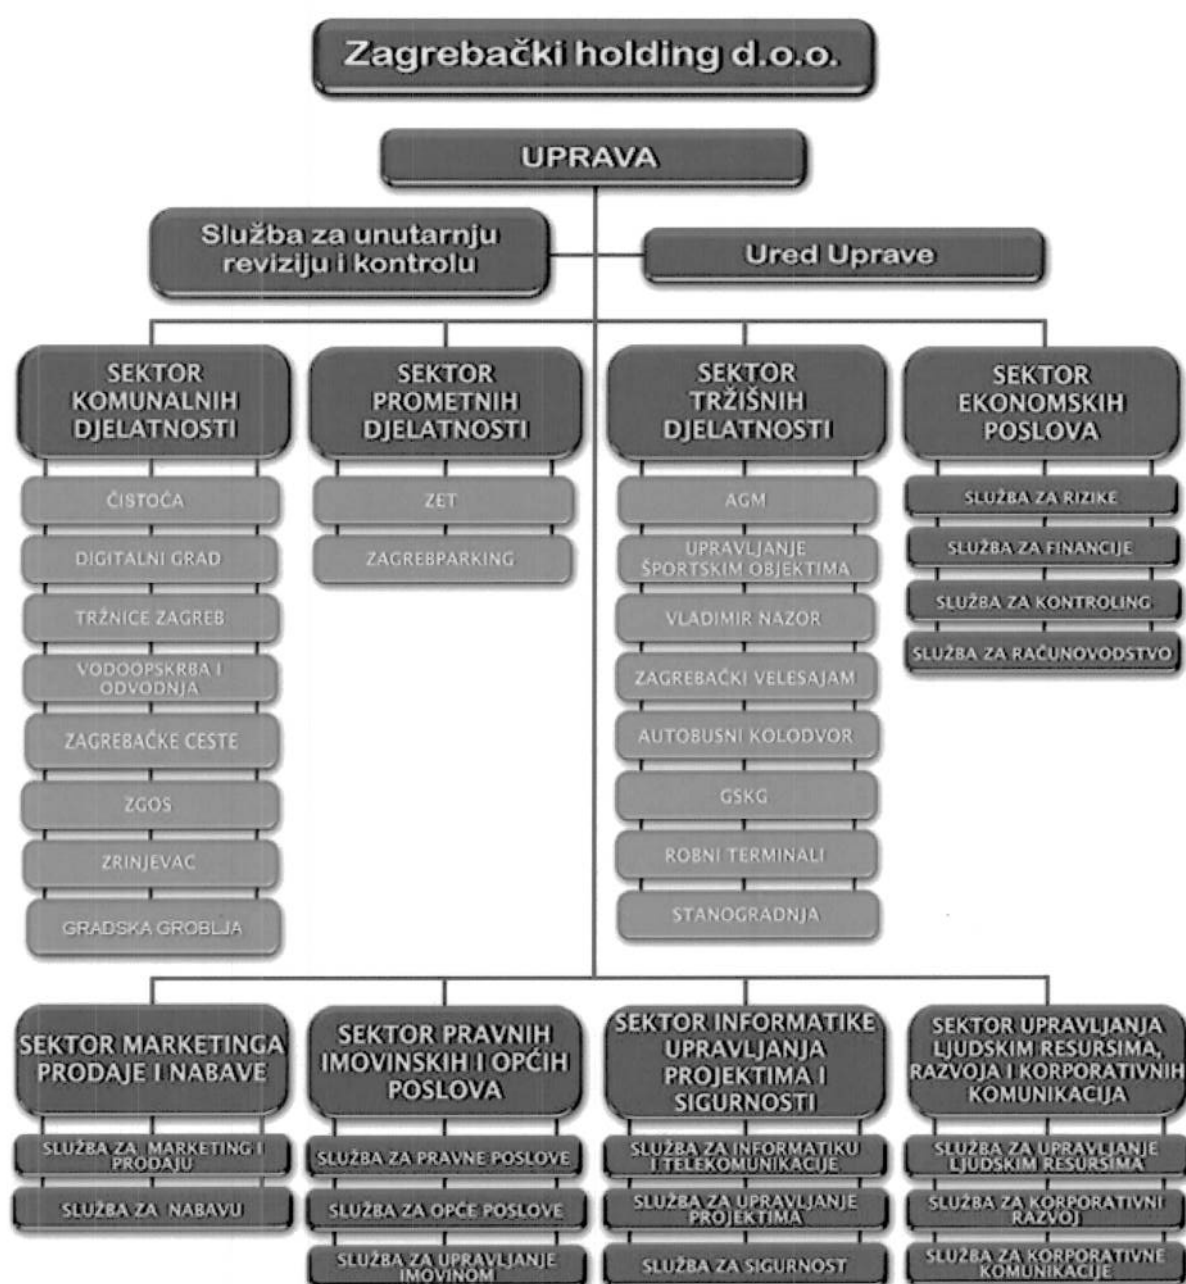 Zagrebački holding d.o.o.
UPRAVA
Služba za unutarnju
reviziju i kontrolu
Ured Uprave
SEKTOR
KOMUNALNIH
DJELATNOSTI
ČISTOĆA
DIGITALNI GRAD
TRŽNICE ZAGREB
VODOOPSKRBA I
ODVODNJA
ZAGREBAČKE CESTE
ZGOS
ZRINJEVAC
GRADSKA GROBLJA
SEKTOR
PROMETNIH
DJELATNOSTI
ZET
ZAGREBPARKING
SEKTOR
TRŽIŠNIH
DJELATNOSTI
AGM
UPRAVLJANJE
ŠPORTSKIM OBJEKTIMA
VLADIMIR NAZOR
ZAGREBAČKI VELESAJAM
AUTOBUSNI KOLODVOR
GSKG
ROBNI TERMINALI
STANOGRADNJA
SEKTOR
EKONOMSKIH
POSLOVA
SLUŽBA ZA RIZIKE
SLUŽBA ZA FINANCIJE
SLUŽBA ZA KONTROLING
SLUŽBA ZA RAČUNOVODSTVO
SEKTOR MARKETINGA
PRODAJE I NABAVE
SLUŽBA ZA MARKETING I
PRODAJU
SLUŽBA ZA NABAVU
SEKTOR PRAVNIH
IMOVINSKIH I OPĆIH
POSLOVA
SLUŽBA ZA PRAVNE POSLOVE
SLUŽBA ZA OPĆE POSLOVE
SLUŽBA ZA UPRAVLJANJE
IMOVINOM
SEKTOR INFORMATIKE
UPRAVLJANJA
PROJEKTIMA I
SIGURNOSTI
SLUŽBA ZA INFORMATIKU
I TELEKOMUNIKACIJE
SLUŽBA ZA UPRAVLJANJE
PROJEKTIMA
SLUŽBA ZA SIGURNOST
SEKTOR UPRAVLJANJA
LJUDSKIM RESURSIMA,
RAZVOJA I KORPORATIVNIH
KOMUNIKACIJA
SLUŽBA ZA UPRAVLJANJE
LJUDSKIM RESURSIMA
SLUŽBA ZA KORPORATIVNI
RAZVOJ
SLUŽBA ZA KORPORATIVNE
KOMUNIKACIJE